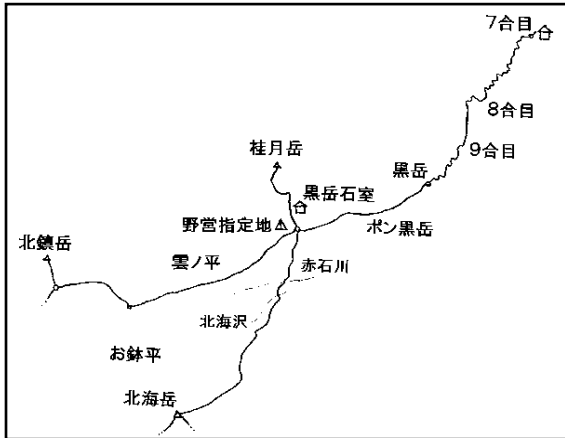 7合目
8合目
9合目
桂月岳
黒岳
黒岳石室
野営指定地
ポン黒岳
北鎮岳
雲ノ平
赤石川
北海沢
お鉢平
北海岳